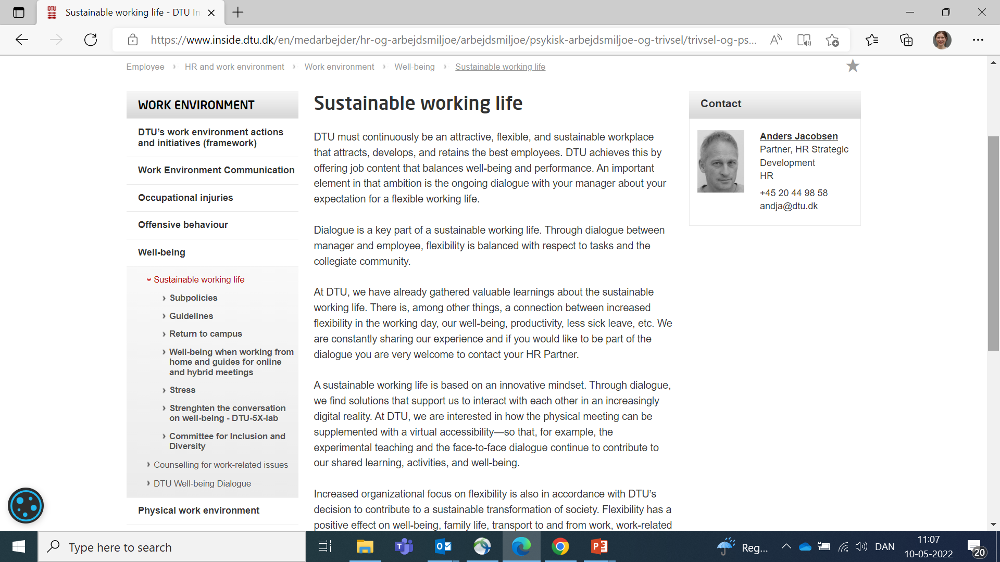 DTU
Sustainable working life - DTU In
https://www.inside.dtu.dk/en/medarbejder/hr-og-arbejdsmiljoe/arbejdsmiljoe/psykisk-arbejdsmiljoe-og-trivsel/trivsel-og-ps...
Employee › HR and work environment › Work environment › Well-being › Sustainable working life
WORK ENVIRONMENT
DTU’s work environment actions
and initiatives (framework)
Work Environment Communication
Occupational injuries
Offensive behaviour
Well-being
Sustainable working life
Subpolicies
Guidelines
Return to campus
Well-being when working from
home and guides for online
and hybrid meetings
Stress
Strenghten the conversation
on well-being - DTU-5X-lab
Committee for Inclusion and
Diversity
Counselling for work-related issues
DTU Well-being Dialogue
Physical work environment
Sustainable working life
DTU must continuously be an attractive, flexible, and sustainable workplace
that attracts, develops, and retains the best employees. DTU achieves this by
offering job content that balances well-being and performance. An important
element in that ambition is the ongoing dialogue with your manager about your
expectation for a flexible working life.
Dialogue is a key part of a sustainable working life. Through dialogue between
manager and employee, flexibility is balanced with respect to tasks and the
collegiate community.
At DTU, we have already gathered valuable learnings about the sustainable
working life. There is, among other things, a connection between increased
flexibility in the working day, our well-being, productivity, less sick leave, etc. We
are constantly sharing our experience and if you would like to be part of the
dialogue you are very welcome to contact your HR Partner.
A sustainable working life is based on an innovative mindset. Through dialogue,
we find solutions that support us to interact with each other in an increasingly
digital reality. At DTU, we are interested in how the physical meeting can be
supplemented with a virtual accessibility—so that, for example, the
experimental teaching and the face-to-face dialogue continue to contribute to
our shared learning, activities, and well-being.
Increased organizational focus on flexibility is also in accordance with DTU’s
decision to contribute to a sustainable transformation of society. Flexibility has a
positive effect on well-being, family life, transport to and from work, work-related
Contact
Anders Jacobsen
Partner, HR Strategic
Development
HR
+45 20 44 98 58
andja@dtu.dk
Type here to search
Reg...
DAN
11:07
10-05-2022
20